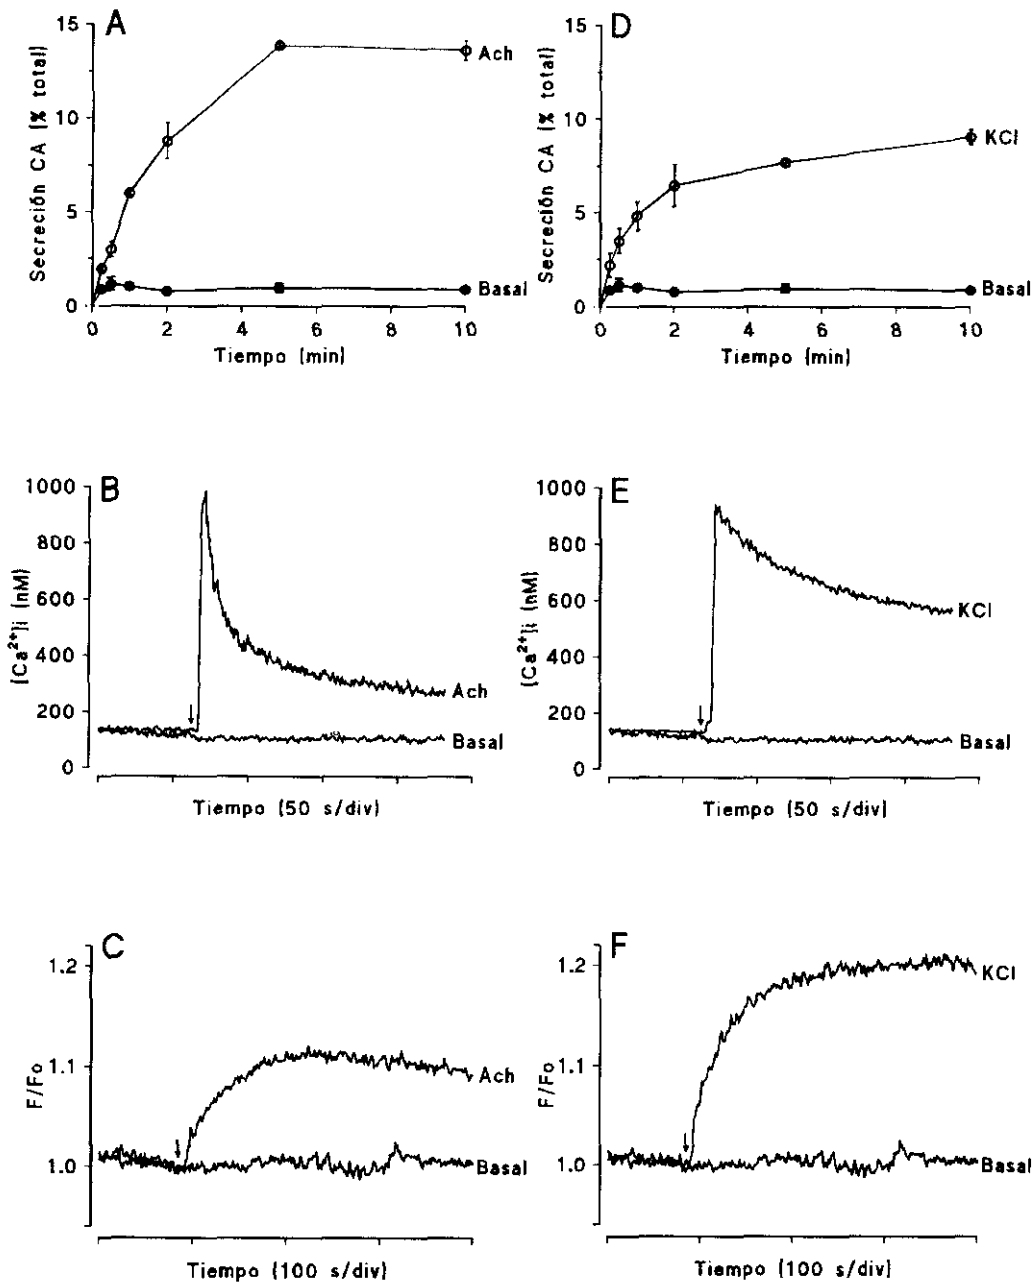 A
Secreción CA (% total)
15
10
5
0
Ach
Basal
0 2 4 6 8 10
Tiempo (min)
D
Secreción CA (% total)
15
10
5
0
KCl
Basal
0 2 4 6 8 10
Tiempo (min)
B
[Ca²⁺]i (nM)
1000
800
600
400
200
0
Ach
Basal
Tiempo (50 s/div)
E
[Ca²⁺]i (nM)
1000
800
600
400
200
0
KCl
Basal
Tiempo (50 s/div)
C
F/Fo
1.2
1.1
1.0
Ach
Basal
Tiempo (100 s/div)
F
F/Fo
1.2
1.1
1.0
KCl
Basal
Tiempo (100 s/div)